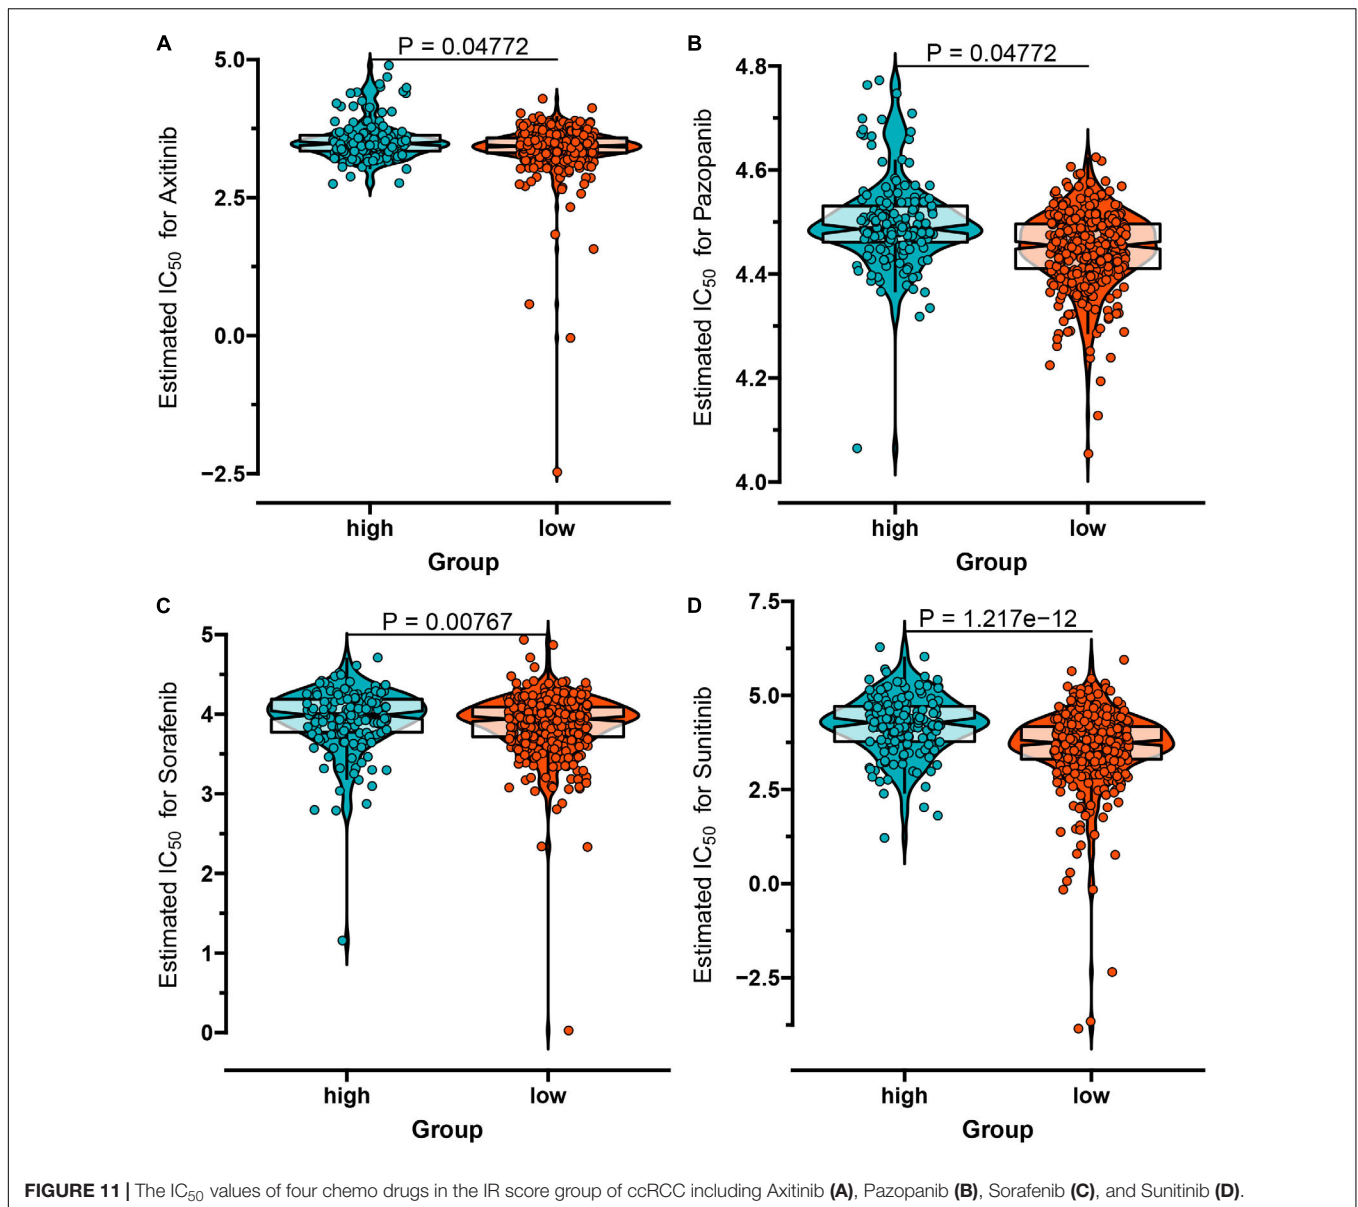 A
P = 0.04772
5.0
2.5
0.0
−2.5
Estimated IC50 for Axitinib
high
low
Group
B
P = 0.04772
4.8
4.6
4.4
4.2
4.0
Estimated IC50 for Pazopanib
high
low
Group
C
P = 0.00767
5
4
3
2
1
0
Estimated IC50 for Sorafenib
high
low
Group
D
P = 1.217e−12
7.5
5.0
2.5
0.0
−2.5
Estimated IC50 for Sunitinib
high
low
Group
FIGURE 11 | The IC50 values of four chemo drugs in the IR score group of ccRCC including Axitinib (A), Pazopanib (B), Sorafenib (C), and Sunitinib (D).